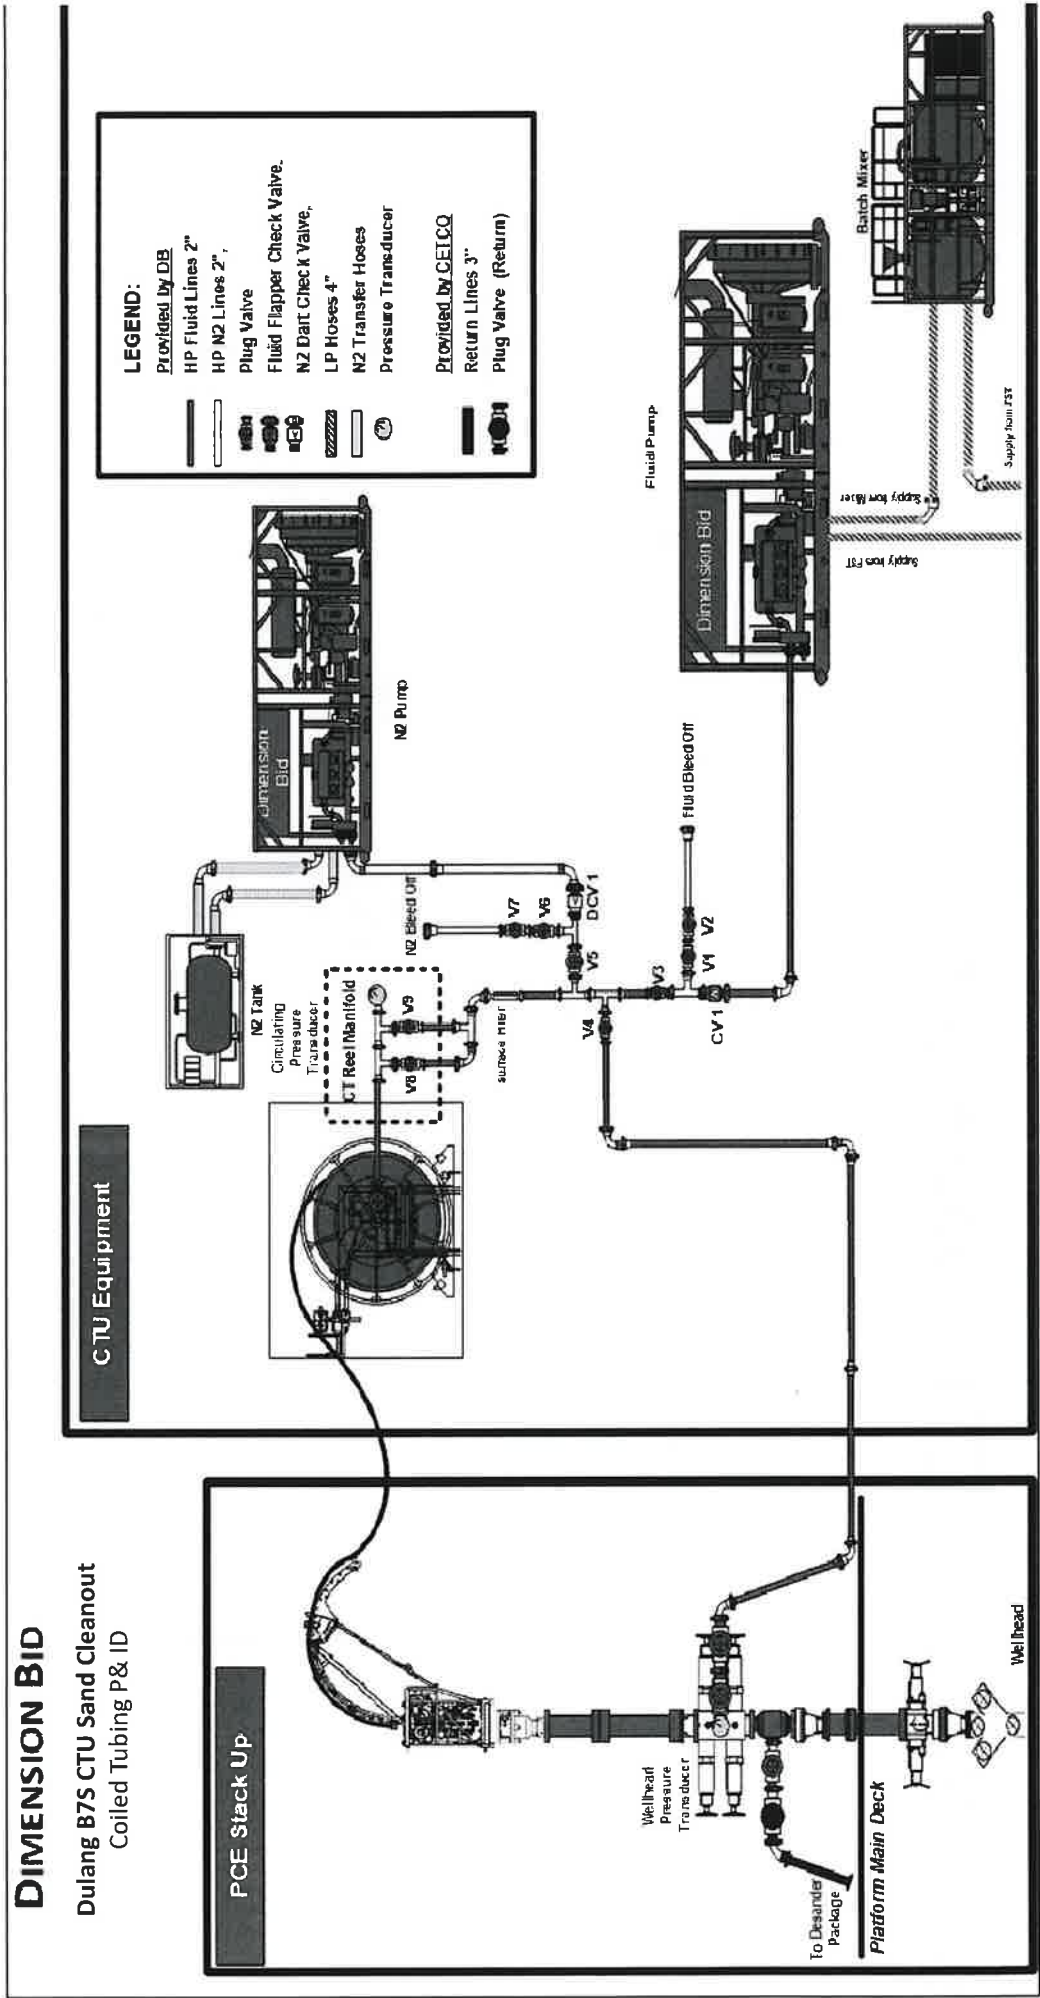 DIMENSION BID
Dulang B7S CTU Sand Cleanout
Coiled Tubing P& ID
PCE Stack Up
Wellhead
Pressure
Transducer
To Desander
Package
Platform Main Deck
Wellhead
CTU Equipment
N2 Tank
Circulating
Pressure
Transducer
CT Reel Manifold
V8
V9
N2 Bleed Off
V7
V6
V5
DCV 1
V4
V3
V1
V2
CV 1
Fluid Bleed Off
Dimension
Bid
N2 Pump
Fluid Pump
Dimension Bid
Supply from Mixer
Supply from FST
Batch Mixer
Supply from FST
LEGEND:
Provided by DB
HP Fluid Lines 2"
HP N2 Lines 2",
Plug Valve
Fluid Flapper Check Valve.
N2 Dart Check Valve,
LP Hoses 4"
N2 Transfer Hoses
Pressure Transducer
Provided by CETCO
Return Lines 3"
Plug Valve (Return)